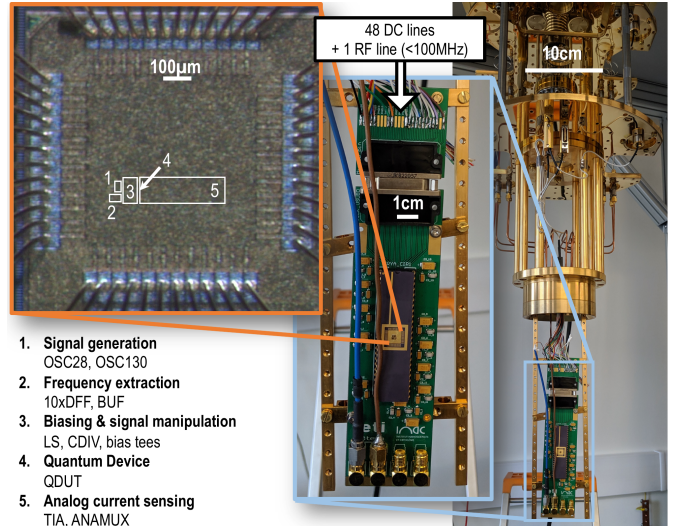 48 DC lines
+ 1 RF line (<100MHz)
100µm
10cm
4
1
3
5
2
1cm
eti
1. Signal generation
OSC28, OSC130
2. Frequency extraction
10xDFF, BUF
3. Biasing & signal manipulation
LS, CDIV, bias tees
4. Quantum Device
QDUT
5. Analog current sensing
TIA, ANAMUX